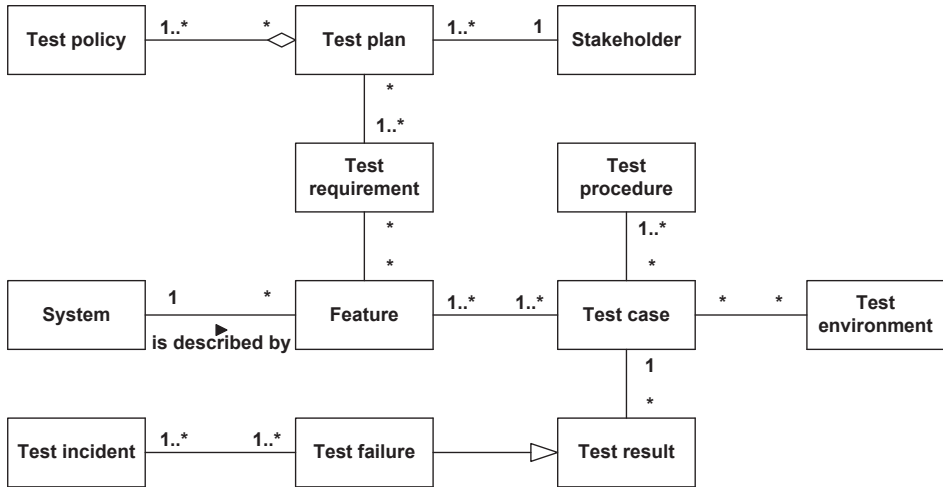 Test policy 1..* * Test plan 1..* 1 Stakeholder
*
1..*
Test
requirement
Test
procedure
* 1..*
* *
System 1 * Feature 1..* 1..* Test case * * Test
environment
is described by
1
*
Test incident 1..* 1..* Test failure Test result